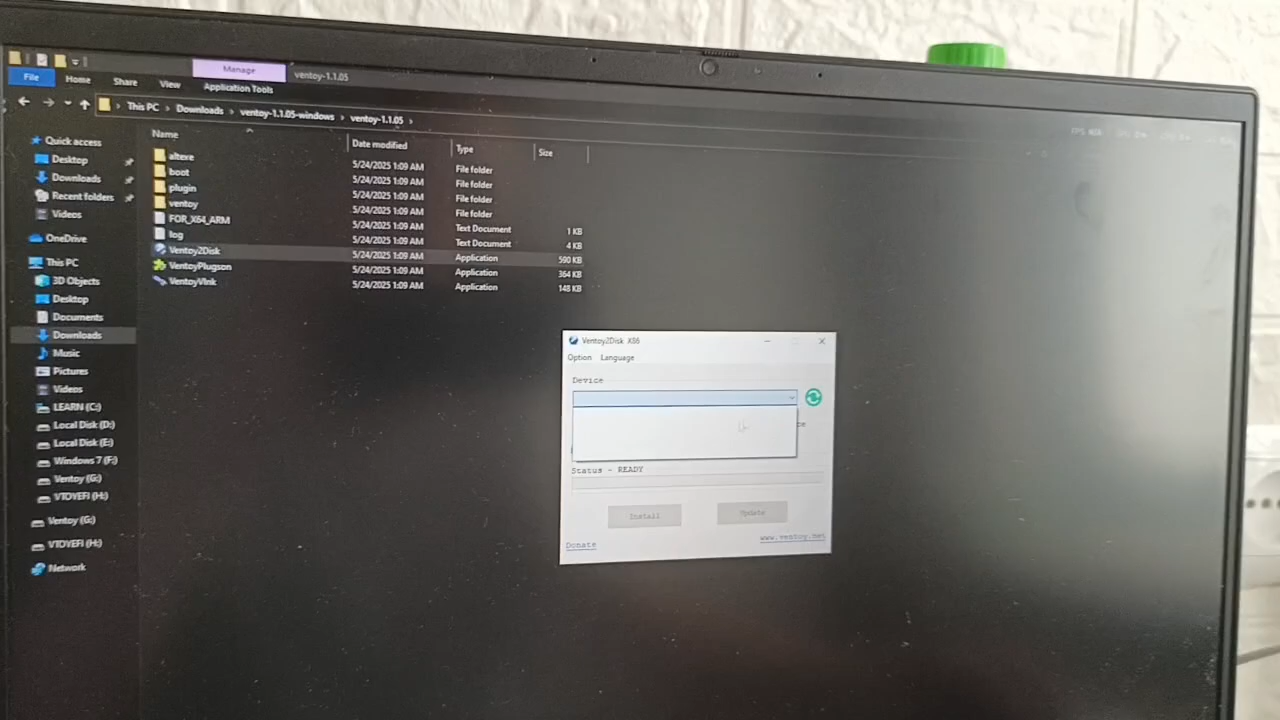 Manage
ventoy-1.1.05
File
Home
Share
View
Application Tools
This PC
Downloads
ventoy-1.1.05-windows
ventoy-1.1.05
Quick access
Desktop
Downloads
Recent folders
Videos
OneDrive
This PC
3D Objects
Desktop
Documents
Downloads
Music
Pictures
Videos
LEARN (C:)
Local Disk (D:)
Local Disk (E:)
Windows 7 (F:)
Ventoy (G:)
VTOYEFI (H:)
Ventoy (G:)
VTOYEFI (H:)
Network
Name Date modified Type Size
altexe 5/24/2025 1:09 AM File folder
boot 5/24/2025 1:09 AM File folder
plugin 5/24/2025 1:09 AM File folder
ventoy 5/24/2025 1:09 AM File folder
FOR_X64_ARM 5/24/2025 1:09 AM Text Document 1 KB
log 5/24/2025 1:09 AM Text Document 4 KB
Ventoy2Disk 5/24/2025 1:09 AM Application 590 KB
VentoyPlugson 5/24/2025 1:09 AM Application 364 KB
VentoyVlnk 5/24/2025 1:09 AM Application 148 KB
Ventoy2Disk X86
Option Language
Device
Status - READY
Install
Update
Donate
www.ventoy.net